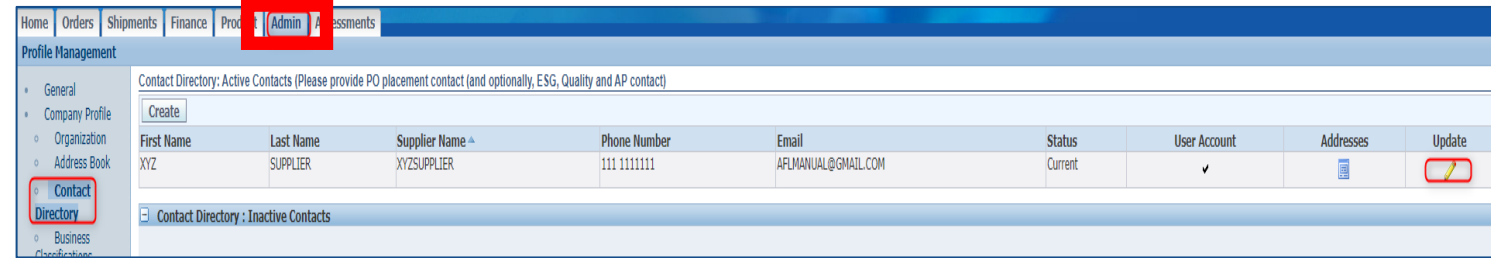 Home Orders Shipments Finance Product Admin Assessments
Profile Management
General
Company Profile
Organization
Address Book
Contact
Directory
Business
Classifications
Contact Directory: Active Contacts (Please provide PO placement contact (and optionally, ESG, Quality and AP contact)
Create
First Name Last Name Supplier Name Phone Number Email Status User Account Addresses Update
XYZ SUPPLIER XYZSUPPLIER 111 1111111 AFLMANUAL@GMAIL.COM Current
Contact Directory : Inactive Contacts